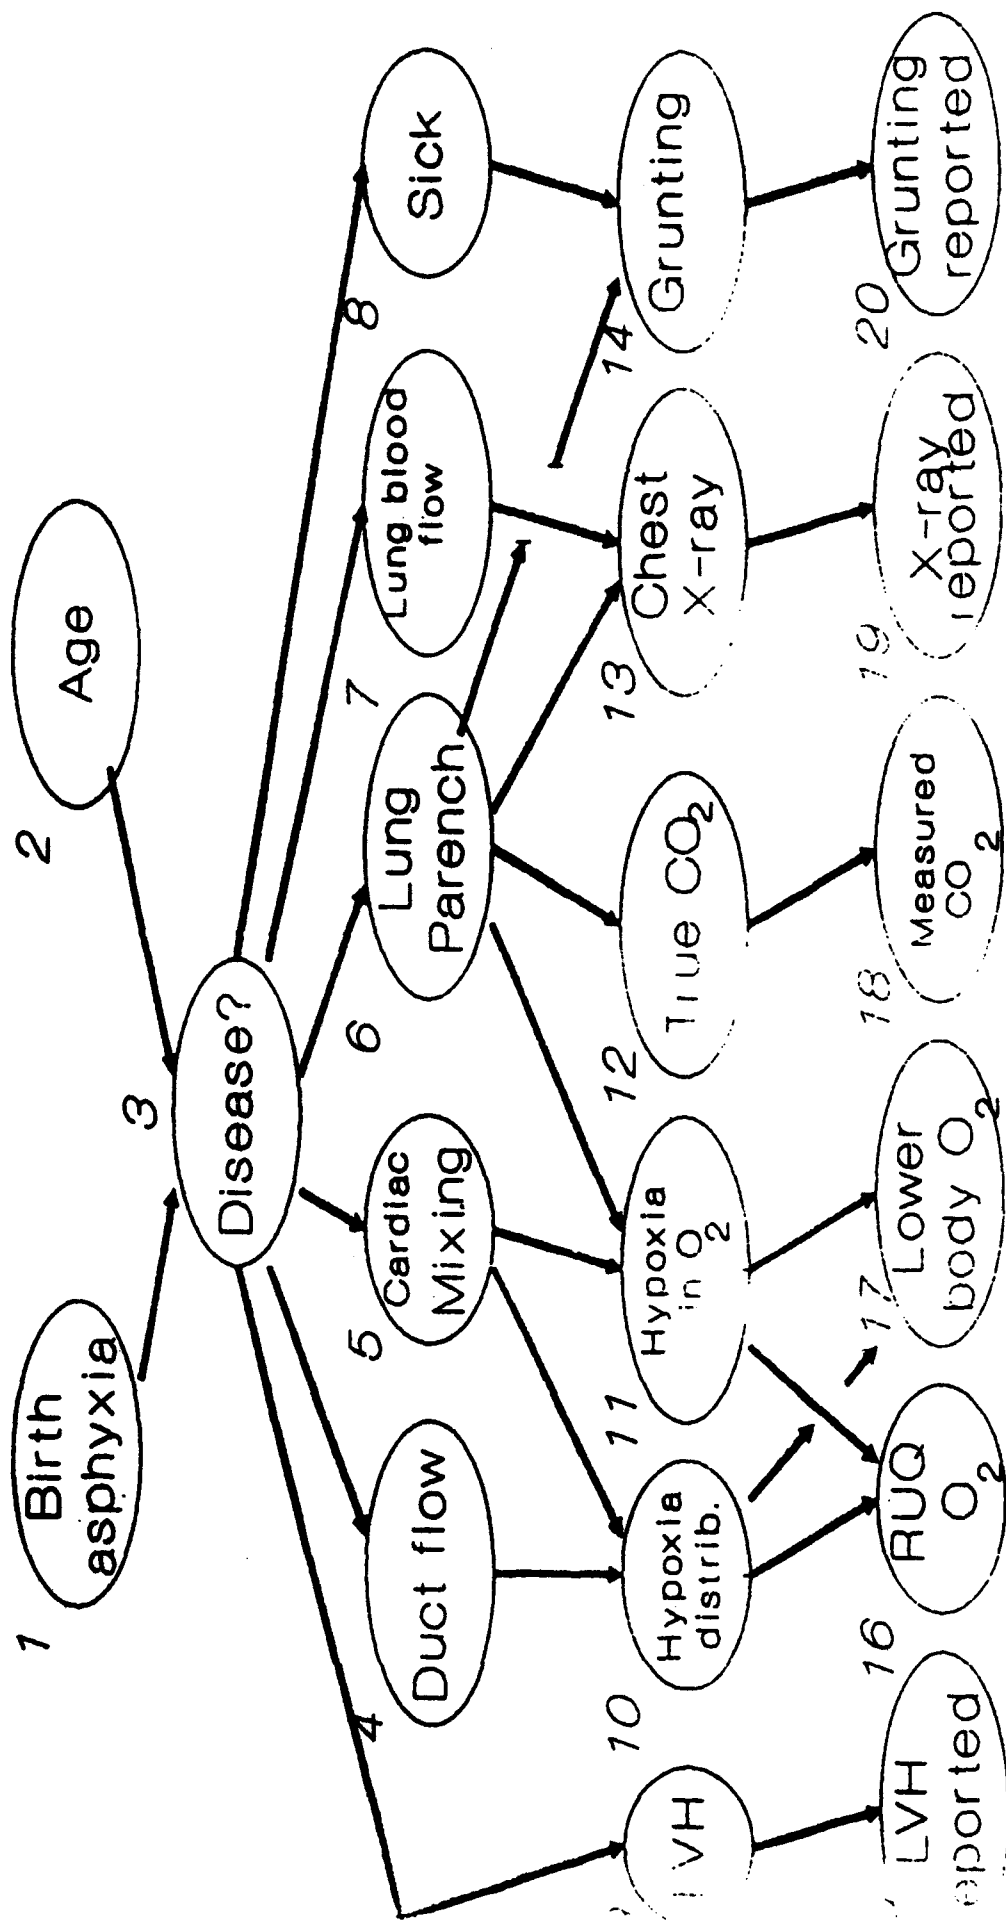 1
Birth
asphyxia
2
Age
3
Disease?
4
Duct flow
5
Cardiac
Mixing
6
Lung
Parench.
7
Lung blood
flow
8
Sick
VH
10
Hypoxia
distrib.
11
Hypoxia
in O2
12
True CO2
13
Chest
X-ray
14
Grunting
LVH
eported
16
RUQ
O2
17
Lower
body O2
18
Measured
CO2
19
X-ray
reported
20
Grunting
reported